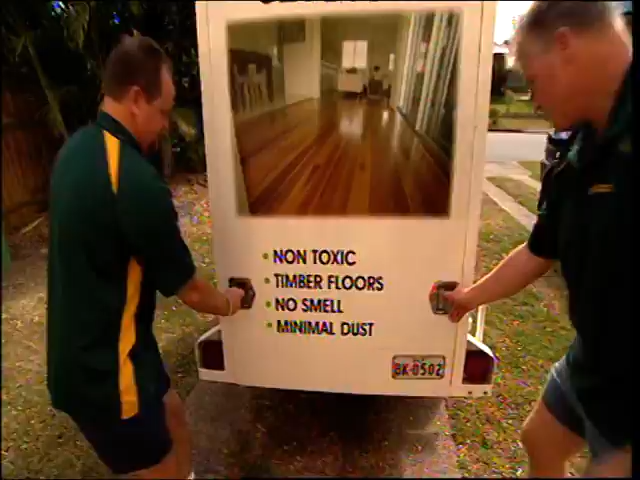 NON TOXIC
TIMBER FLOORS
NO SMELL
MINIMAL DUST
BK·0502